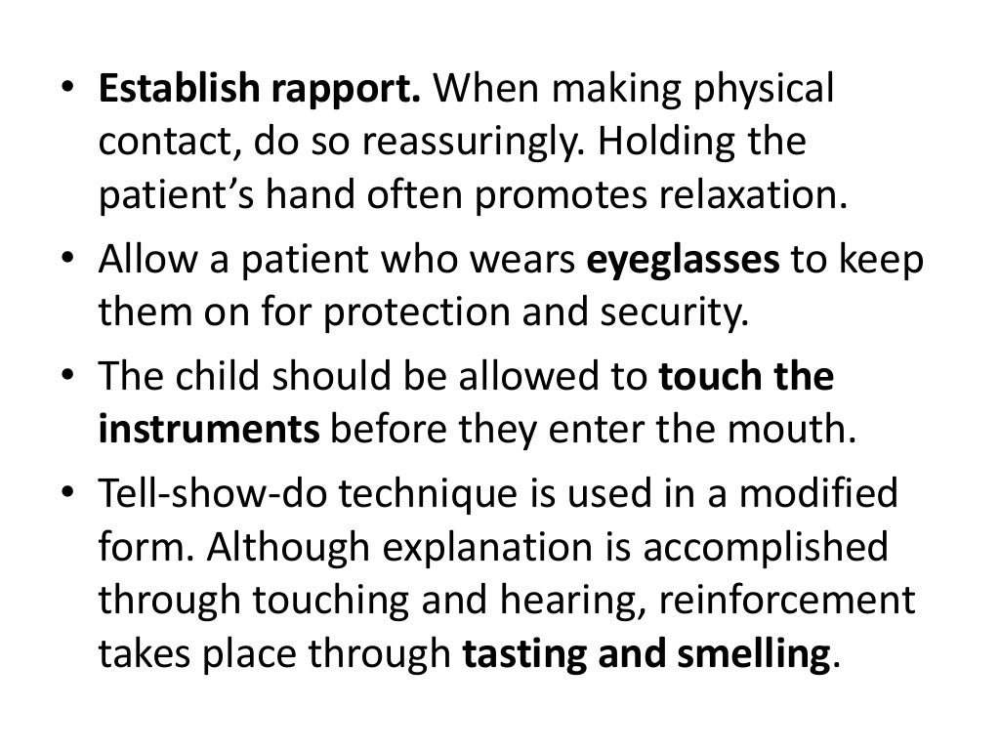 • Establish rapport. When making physical
contact, do so reassuringly. Holding the
patient’s hand often promotes relaxation.
• Allow a patient who wears eyeglasses to keep
them on for protection and security.
• The child should be allowed to touch the
instruments before they enter the mouth.
• Tell-show-do technique is used in a modified
form. Although explanation is accomplished
through touching and hearing, reinforcement
takes place through tasting and smelling.